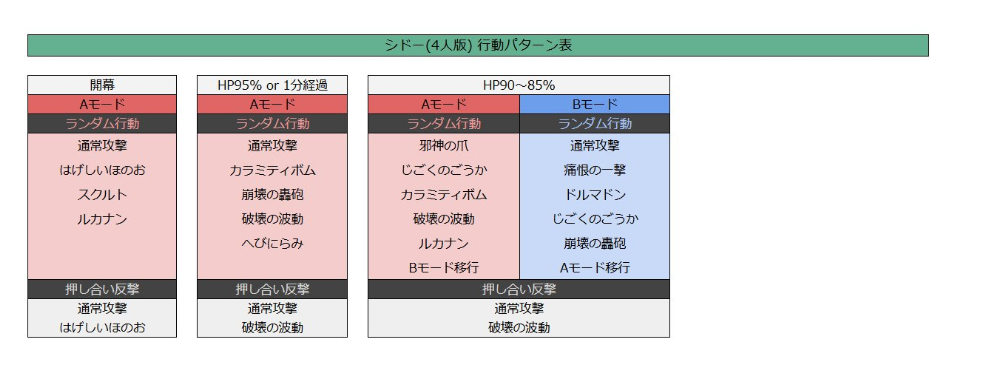 シドー(4人版) 行動パターン表
開幕
Aモード
ランダム行動
通常攻撃
はげしいほのお
スクルト
ルカナン
押し合い反撃
通常攻撃
はげしいほのお
HP95% or 1分経過
Aモード
ランダム行動
通常攻撃
カラミティボム
崩壊の轟砲
破壊の波動
へびにらみ
押し合い反撃
通常攻撃
破壊の波動
HP90～85%
Aモード
ランダム行動
邪神の爪
じごくのごうか
カラミティボム
破壊の波動
ルカナン
Bモード移行
Bモード
ランダム行動
通常攻撃
痛恨の一撃
ドルマドン
じごくのごうか
崩壊の轟砲
Aモード移行
押し合い反撃
通常攻撃
破壊の波動